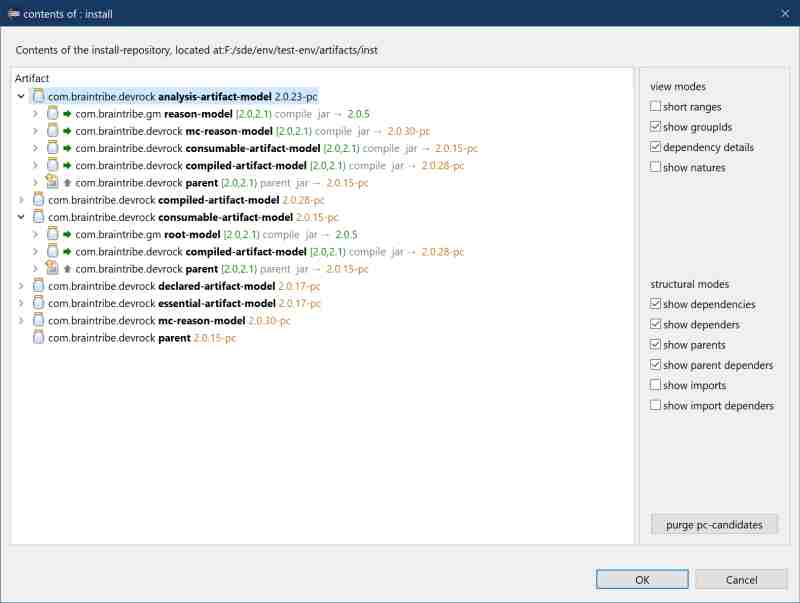 contents of : install
Contents of the install-repository, located at:F:/sde/env/test-env/artifacts/inst
Artifact
com.braintribe.devrock analysis-artifact-model 2.0.23-pc
com.braintribe.gm reason-model [2.0,2.1) compile jar → 2.0.5
com.braintribe.devrock mc-reason-model [2.0,2.1) compile jar → 2.0.30-pc
com.braintribe.devrock consumable-artifact-model [2.0,2.1) compile jar → 2.0.15-pc
com.braintribe.devrock compiled-artifact-model [2.0,2.1) compile jar → 2.0.28-pc
com.braintribe.devrock parent [2.0,2.1) parent jar → 2.0.15-pc
com.braintribe.devrock compiled-artifact-model 2.0.28-pc
com.braintribe.devrock consumable-artifact-model 2.0.15-pc
com.braintribe.gm root-model [2.0,2.1) compile jar → 2.0.5
com.braintribe.devrock compiled-artifact-model [2.0,2.1) compile jar → 2.0.28-pc
com.braintribe.devrock parent [2.0,2.1) parent jar → 2.0.15-pc
com.braintribe.devrock declared-artifact-model 2.0.17-pc
com.braintribe.devrock essential-artifact-model 2.0.17-pc
com.braintribe.devrock mc-reason-model 2.0.30-pc
com.braintribe.devrock parent 2.0.15-pc
view modes
short ranges
show groupIds
dependency details
show natures
structural modes
show dependencies
show dependers
show parents
show parent dependers
show imports
show import dependers
purge pc-candidates
OK
Cancel